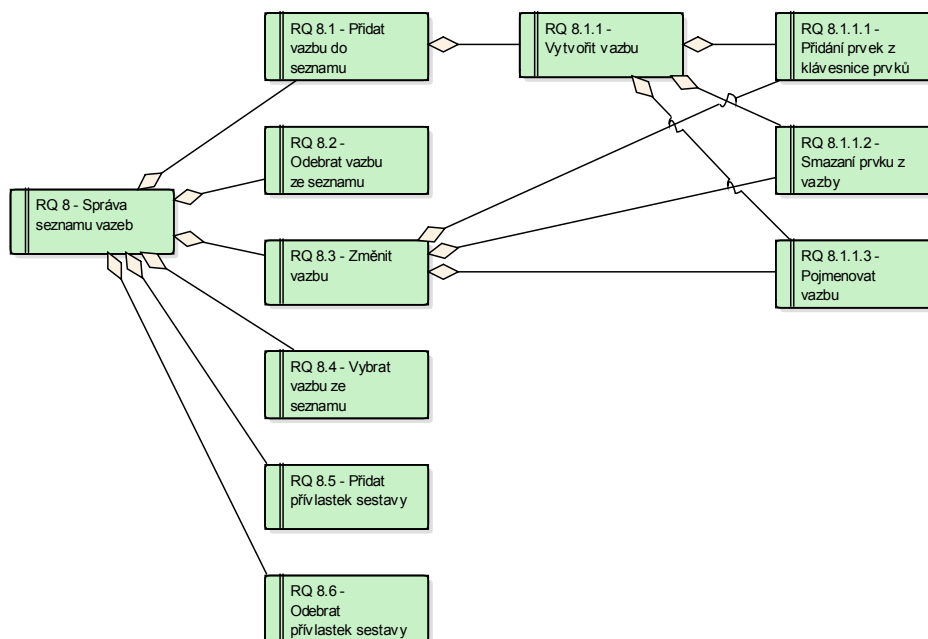 RQ 8.1 - Přidat
vazbu do
seznamu
RQ 8.1.1 -
Vytvořit vazbu
RQ 8.1.1.1 -
Přidání prvek z
klávesnice prvků
RQ 8.2 -
Odebrat vazbu
ze seznamu
RQ 8.1.1.2 -
Smazaní prvku z
vazby
RQ 8 - Správa
seznamu vazeb
RQ 8.3 - Změnit
vazbu
RQ 8.1.1.3 -
Pojmenovat
vazbu
RQ 8.4 - Vybrat
vazbu ze
seznamu
RQ 8.5 - Přidat
přívlastek sestavy
RQ 8.6 -
Odebrat
přívlastek sestavy